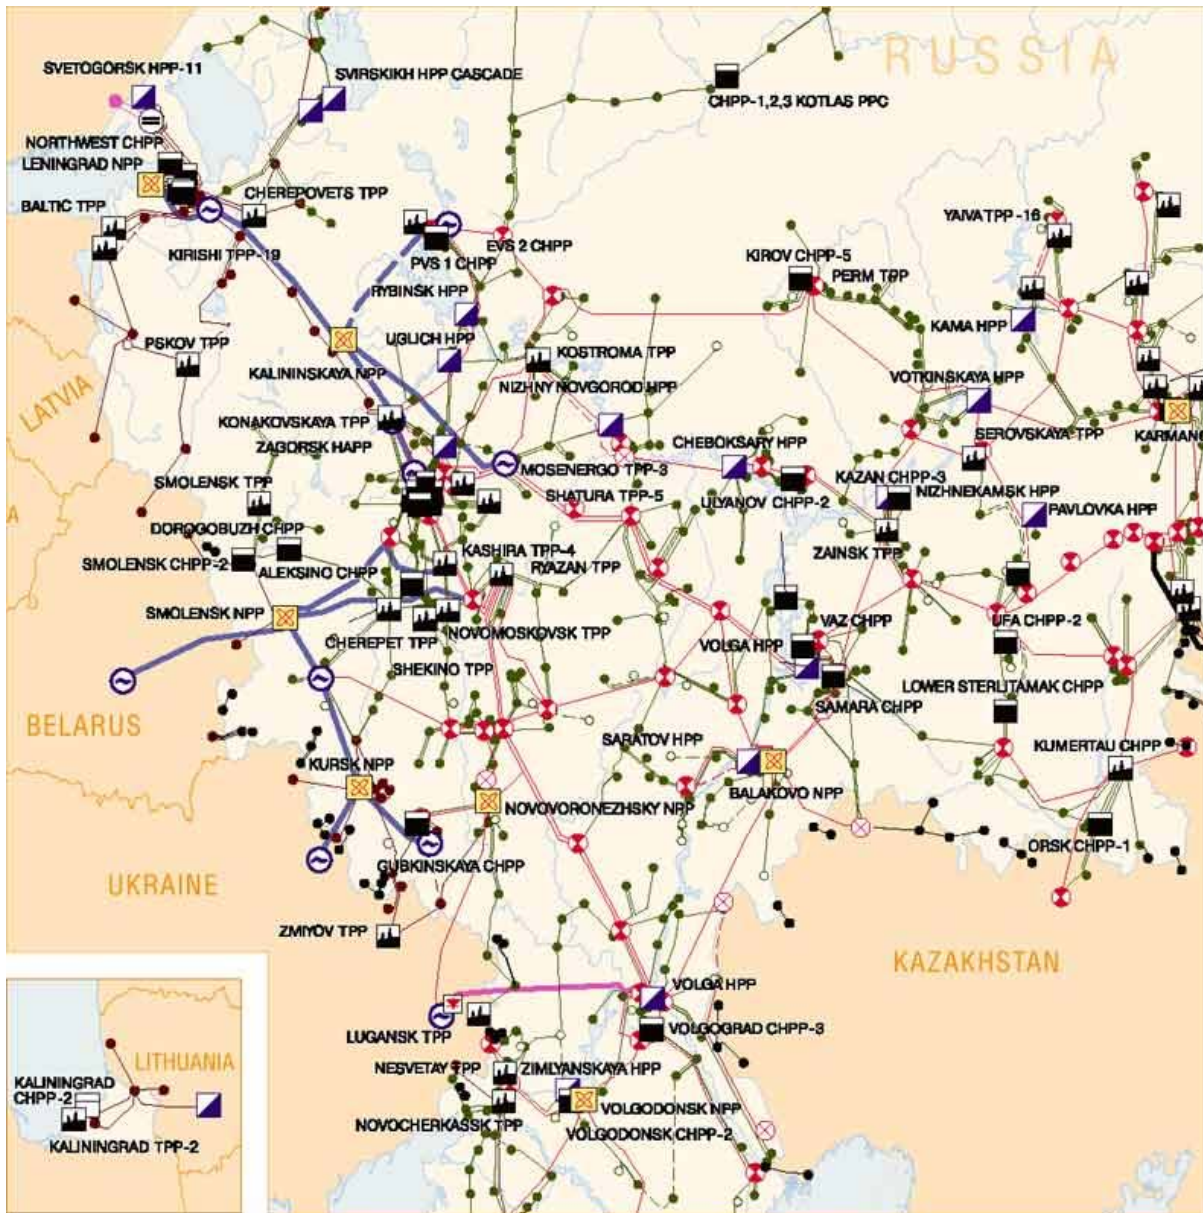 RUSSIA
SVETOGORSK HPP-11
SVIRSKIKH HPP CASCADE
CHPP-1,2,3 KOTLAS PPC
NORTHWEST CHPP
LENINGRAD NPP
CHEREPOVETS TPP
BALTIC TPP
YAIVA TPP -16
KIRISHI TPP-19
EVS 2 CHPP
PVS 1 CHPP
KIROV CHPP-5
PERM TPP
RYBINSK HPP
KAMA HPP
UGLICH HPP
PSKOV TPP
KOSTROMA TPP
KALININSKAYA NPP
NIZHNY NOVGOROD HPP
VOTKINSKAYA HPP
LATVIA
KONAKOVSKAYA TPP
SEROVSKAYA TPP
KARMANO
ZAGORSK HAPP
CHEBOKSARY HPP
MOSENERGO TPP-3
SMOLENSK TPP
KAZAN CHPP-3
NIZHNEKAMSK HPP
SHATURA TPP-5
ULYANOV CHPP-2
PAVLOVKA HPP
A
DOROGOBUZH CHPP
ZAINSK TPP
KASHIRA TPP-4
SMOLENSK CHPP-2
ALEKSINO CHPP
RYAZAN TPP
SMOLENSK NPP
VAZ CHPP
UFA CHPP-2
CHEREPET TPP
NOVOMOSKOVSK TPP
VOLGA HPP
SHEKINO TPP
LOWER STERLITAMAK CHPP
SAMARA CHPP
BELARUS
SARATOV HPP
KUMERTAU CHPP
KURSK NPP
BALAKOVO NPP
NOVOVORONEZHSKY NPP
ORSK CHPP-1
GUBKINSKAYA CHPP
UKRAINE
ZMIYOV TPP
KAZAKHSTAN
VOLGA HPP
LUGANSK TPP
VOLGOGRAD CHPP-3
LITHUANIA
NESVETAY TPP
ZIMLYANSKAYA HPP
KALININGRAD
CHPP-2
VOLGODONSK NPP
NOVOCHERKASSK TPP
VOLGODONSK CHPP-2
KALININGRAD TPP-2